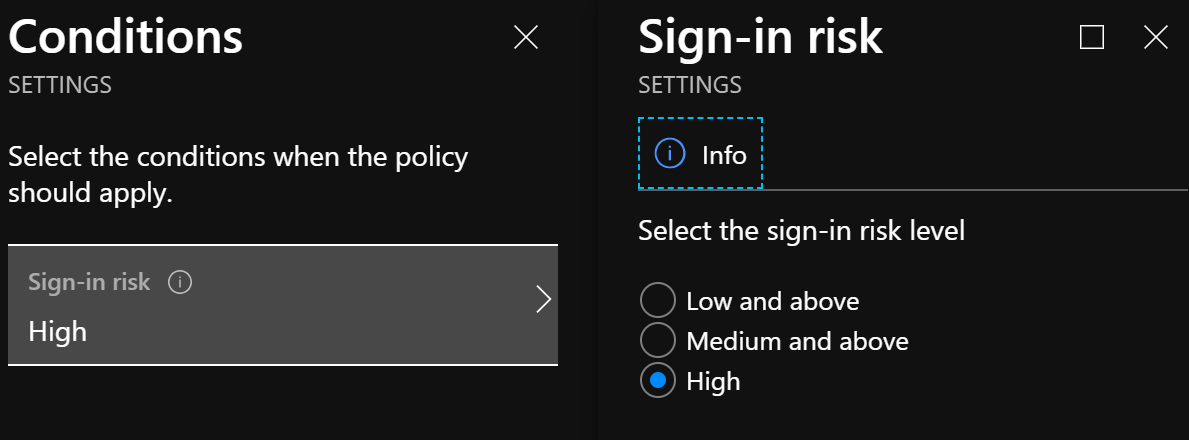 Conditions
SETTINGS
Select the conditions when the policy
should apply.
Sign-in risk
High
Sign-in risk
SETTINGS
Info
Select the sign-in risk level
Low and above
Medium and above
High